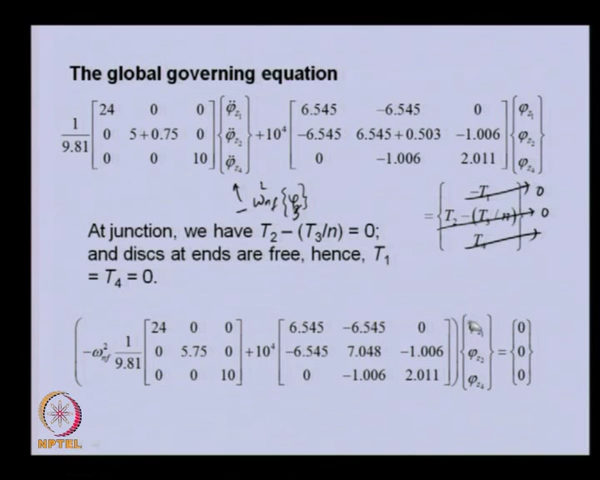 The global governing equation
1/9.81 [24 0 0; 0 5+0.75 0; 0 0 10] {φ̈z1; φ̈z2; φ̈z4} +10⁴ [6.545 −6.545 0; −6.545 6.545+0.503 −1.006; 0 −1.006 2.011] {φz1; φz2; φz4}
− ω²nf {φ}
= {−T1; T2−(T3/n); T4} 0 0
At junction, we have T2 – (T3/n) = 0;
and discs at ends are free, hence, T1
= T4 = 0.
(−ω²nf 1/9.81 [24 0 0; 0 5.75 0; 0 0 10] +10⁴ [6.545 −6.545 0; −6.545 7.048 −1.006; 0 −1.006 2.011]) {φz1; φz2; φz4} = {0; 0; 0}
NPTEL